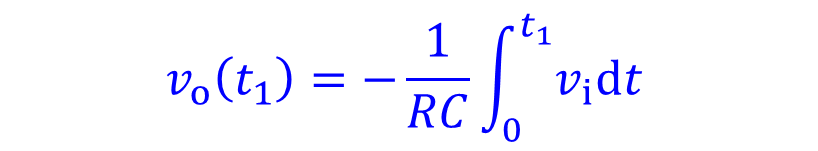 v_o(t_1) = -\frac{1}{RC}\int_0^{t_1} v_i dt